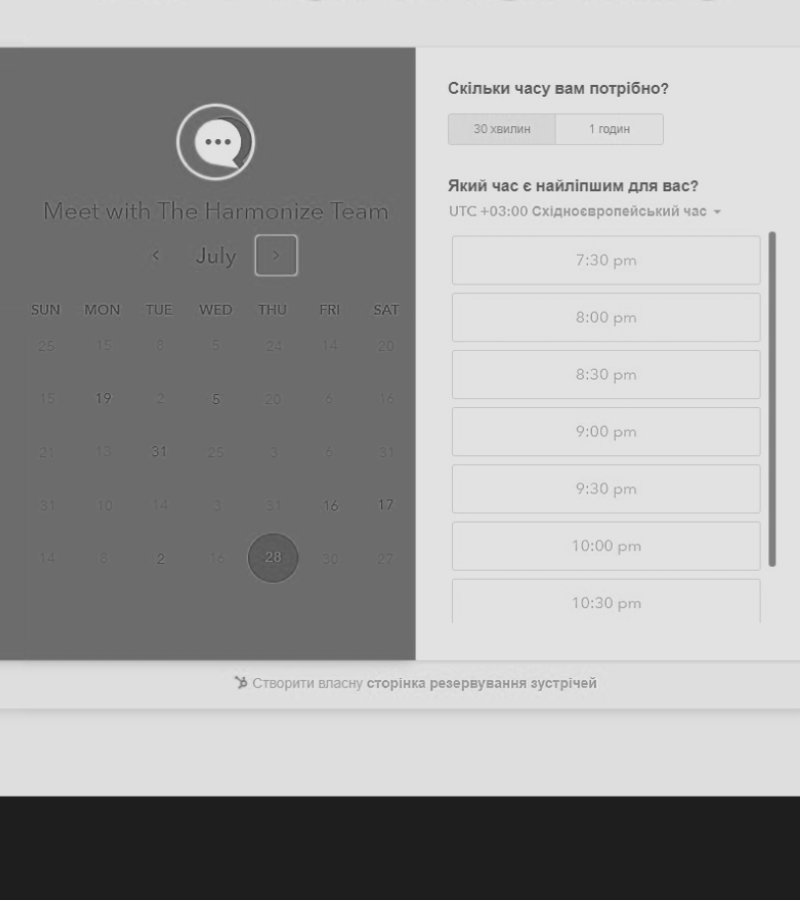 Meet with The Harmonize Team
July
SUN MON TUE WED THU FRI SAT
25 15 8 5 24 14 20
15 19 2 5 20 6 16
21 13 31 25 3 6 31
31 10 14 3 31 16 17
14 8 2 16 28 30 27
Скільки часу вам потрібно?
30 хвилин 1 годин
Який час є найліпшим для вас?
UTC +03:00 Східноєвропейський час
7:30 pm
8:00 pm
8:30 pm
9:00 pm
9:30 pm
10:00 pm
10:30 pm
Створити власну сторінка резервування зустрічей